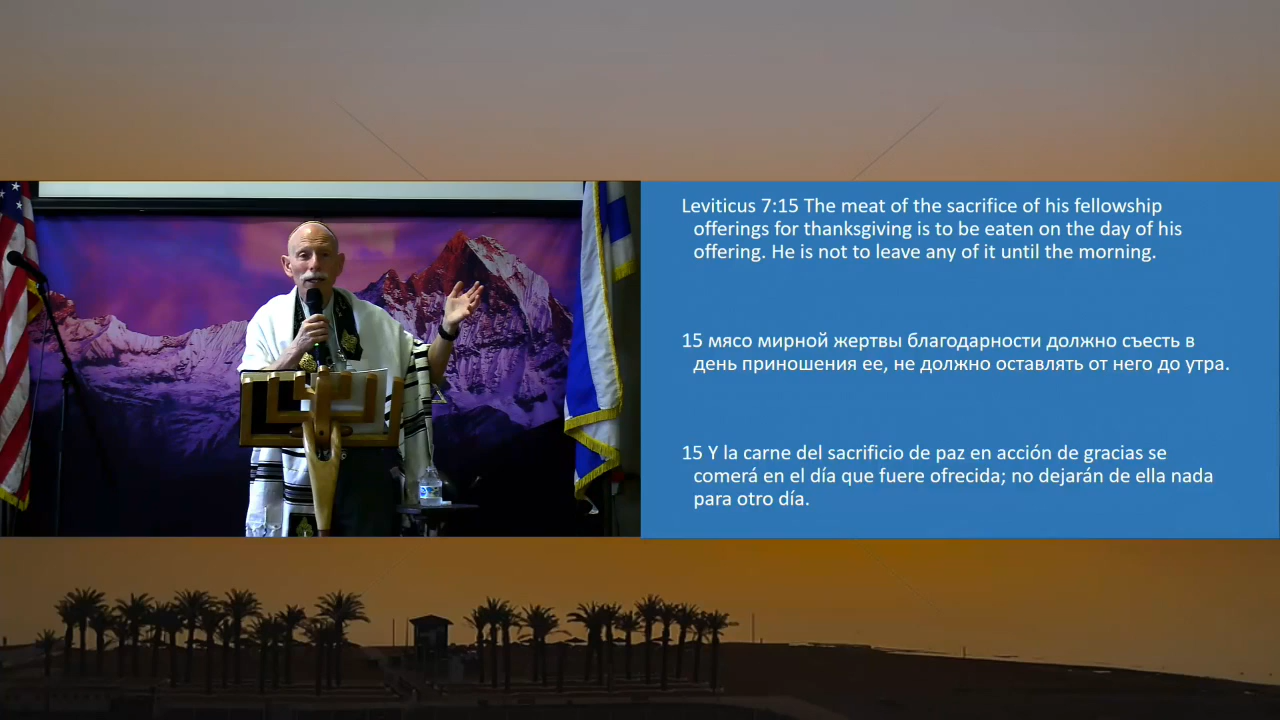 Leviticus 7:15 The meat of the sacrifice of his fellowship
offerings for thanksgiving is to be eaten on the day of his
offering. He is not to leave any of it until the morning.
15 мясо мирной жертвы благодарности должно съесть в
день приношения ее, не должно оставлять от него до утра.
15 Y la carne del sacrificio de paz en acción de gracias se
comerá en el día que fuere ofrecida; no dejarán de ella nada
para otro día.